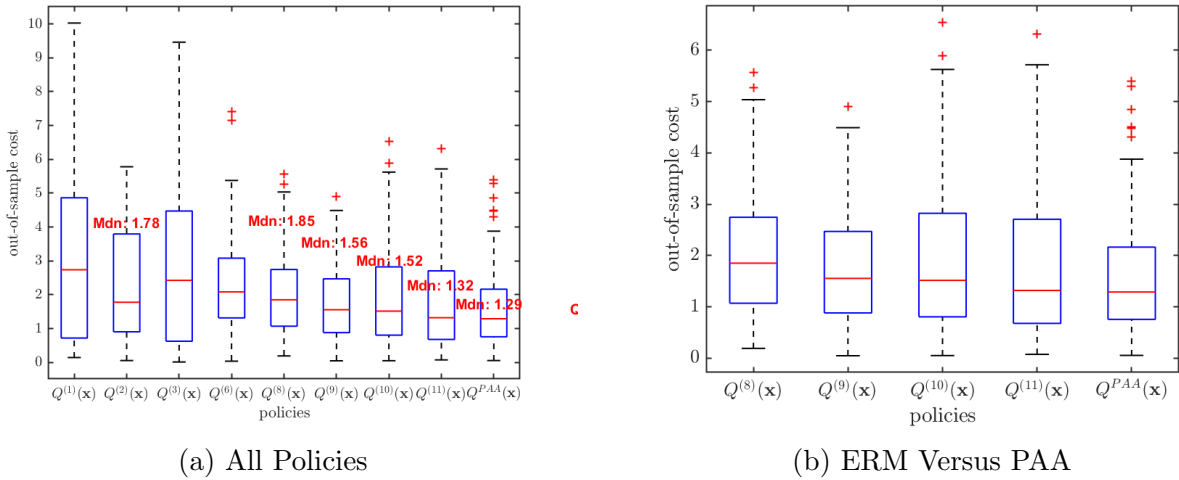 10
9
8
7
6
5
4
3
2
1
0
out-of-sample cost
Mdn: 1.78
Mdn: 1.85
Mdn: 1.56
Mdn: 1.52
Mdn: 1.32
Mdn: 1.29
Q
Q^{(1)}(x) Q^{(2)}(x) Q^{(3)}(x) Q^{(6)}(x) Q^{(8)}(x) Q^{(9)}(x) Q^{(10)}(x) Q^{(11)}(x) Q^{PAA}(x)
policies
(a) All Policies
6
5
4
3
2
1
0
out-of-sample cost
Q^{(8)}(x) Q^{(9)}(x) Q^{(10)}(x) Q^{(11)}(x) Q^{PAA}(x)
policies
(b) ERM Versus PAA